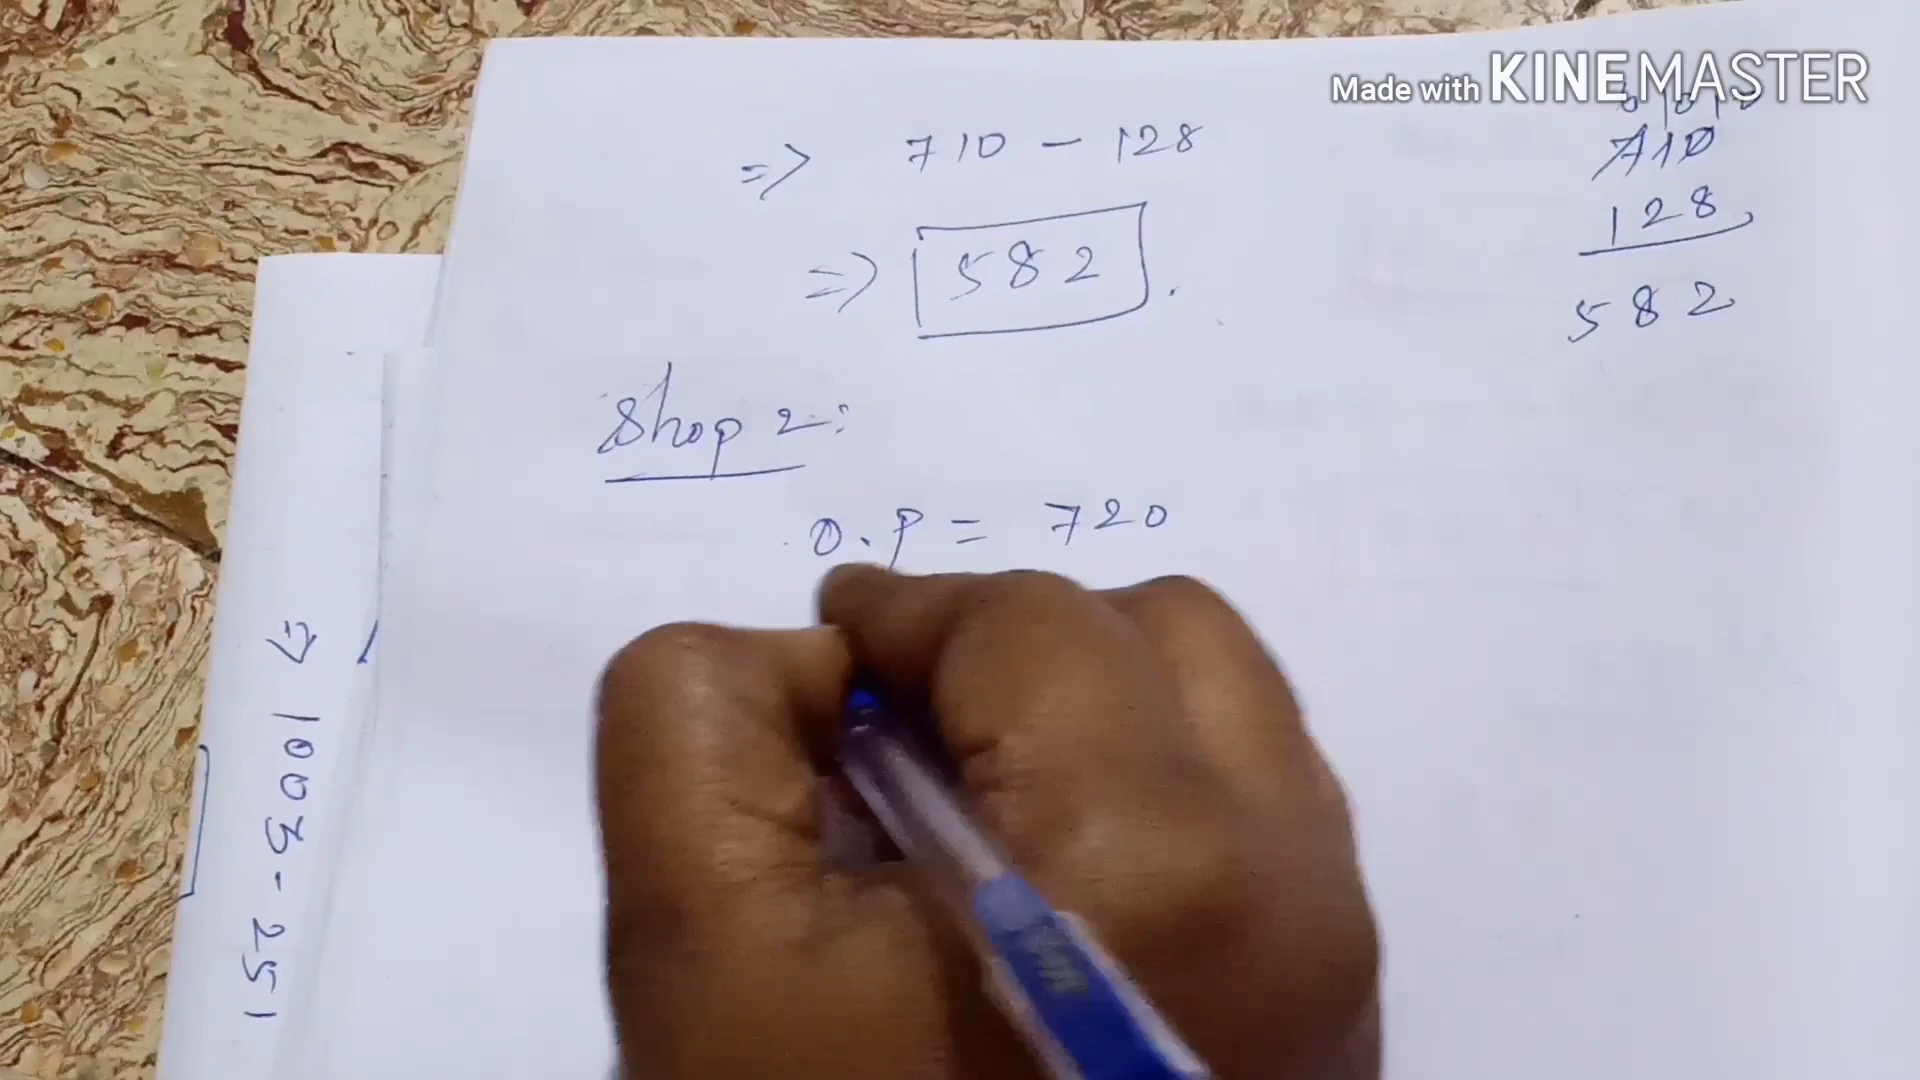 Made with KINEMASTER
=> 710 - 128
=> 582.
710
128
582
Shop 2:
O.P = 720
=> 1003 - 251